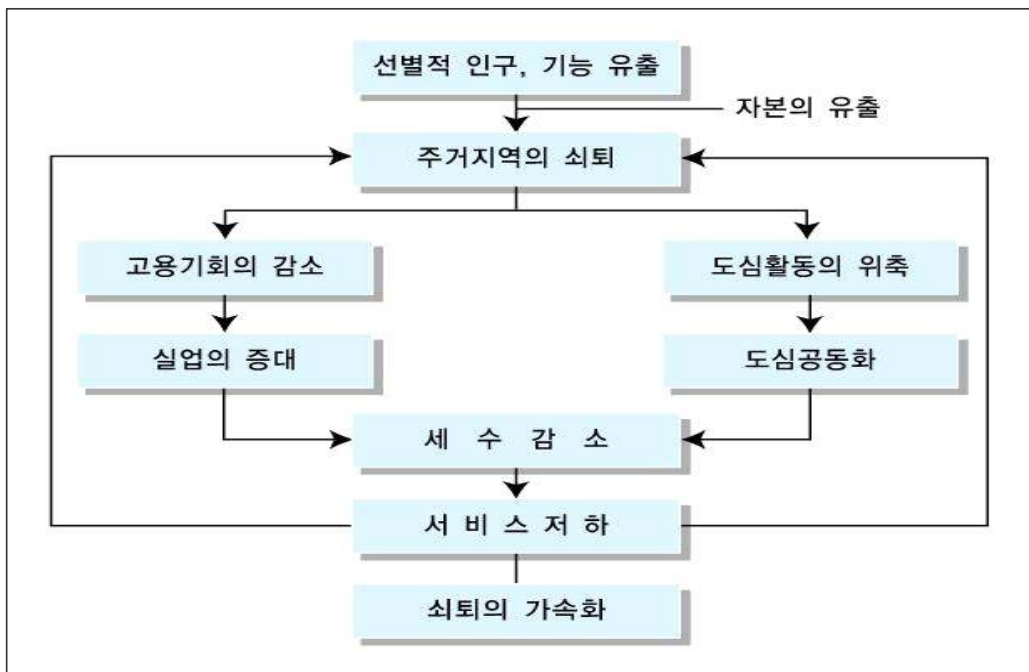 선별적 인구, 기능 유출
자본의 유출
주거지역의 쇠퇴
고용기회의 감소
도심활동의 위축
실업의 증대
도심공동화
세 수 감 소
서 비 스 저 하
쇠퇴의 가속화